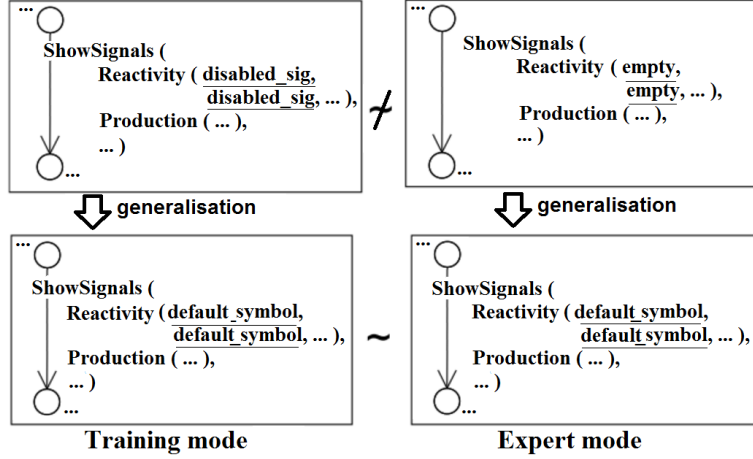 ...
ShowSignals (
Reactivity ( disabled_sig,
disabled_sig, ... ),
Production ( ... ),
... )
...
≁
...
ShowSignals (
Reactivity ( empty,
empty, ... ),
Production ( ... ),
... )
...
generalisation
generalisation
...
ShowSignals (
Reactivity ( default_symbol,
default_symbol, ... ),
Production ( ... ),
... )
...
~
...
ShowSignals (
Reactivity ( default_symbol,
default_symbol, ... ),
Production ( ... ),
... )
...
Training mode
Expert mode